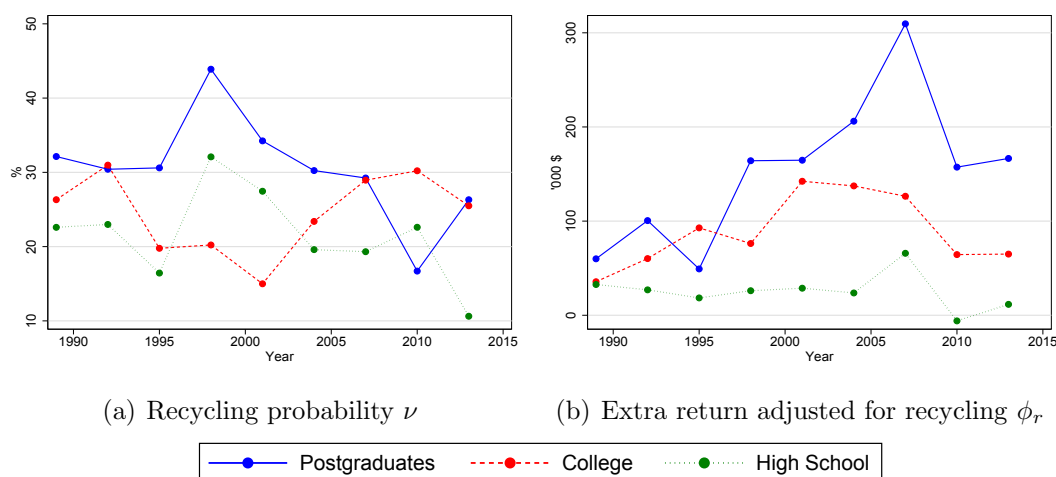 50
40
30
20
10
%
1990 1995 2000 2005 2010 2015
Year
(a) Recycling probability ν
300
200
100
0
'000 $
1990 1995 2000 2005 2010 2015
Year
(b) Extra return adjusted for recycling ϕr
Postgraduates College High School